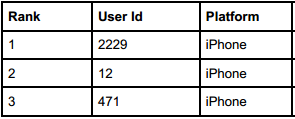 Rank User Id Platform
1 2229 iPhone
2 12 iPhone
3 471 iPhone